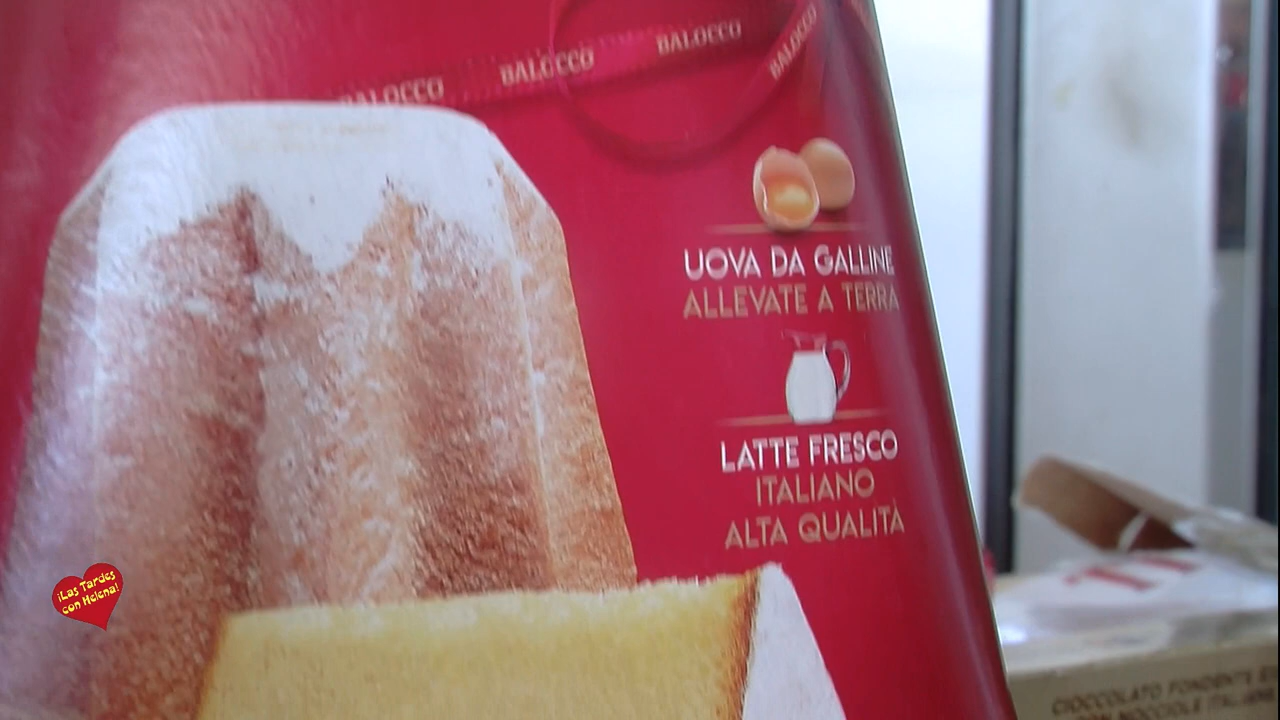 BALOCCO BALOCCO BALOCCO BALOCCO
UOVA DA GALLINE
ALLEVATE A TERRA
LATTE FRESCO
ITALIANO
ALTA QUALITÀ
¡Las Tardes
con Helena!
CIOCCOLATO FONDENTE
NOCCIOLE